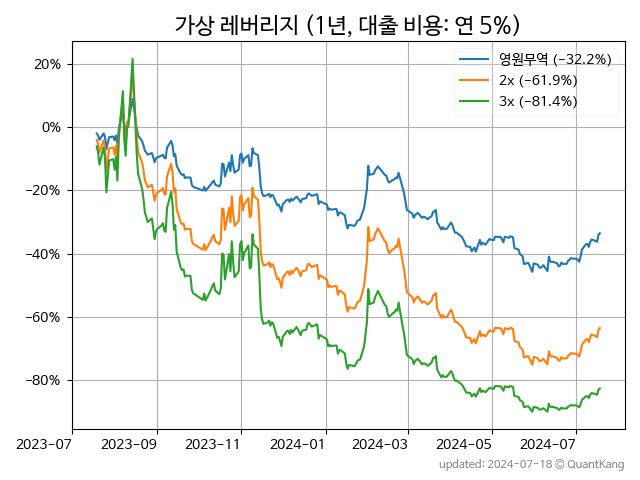 가상 레버리지 (1년, 대출 비용: 연 5%)
영원무역 (−32.2%)
2x (−61.9%)
3x (−81.4%)
20%
0%
−20%
−40%
−60%
−80%
2023-07 2023-09 2023-11 2024-01 2024-03 2024-05 2024-07
updated: 2024-07-18 © QuantKang